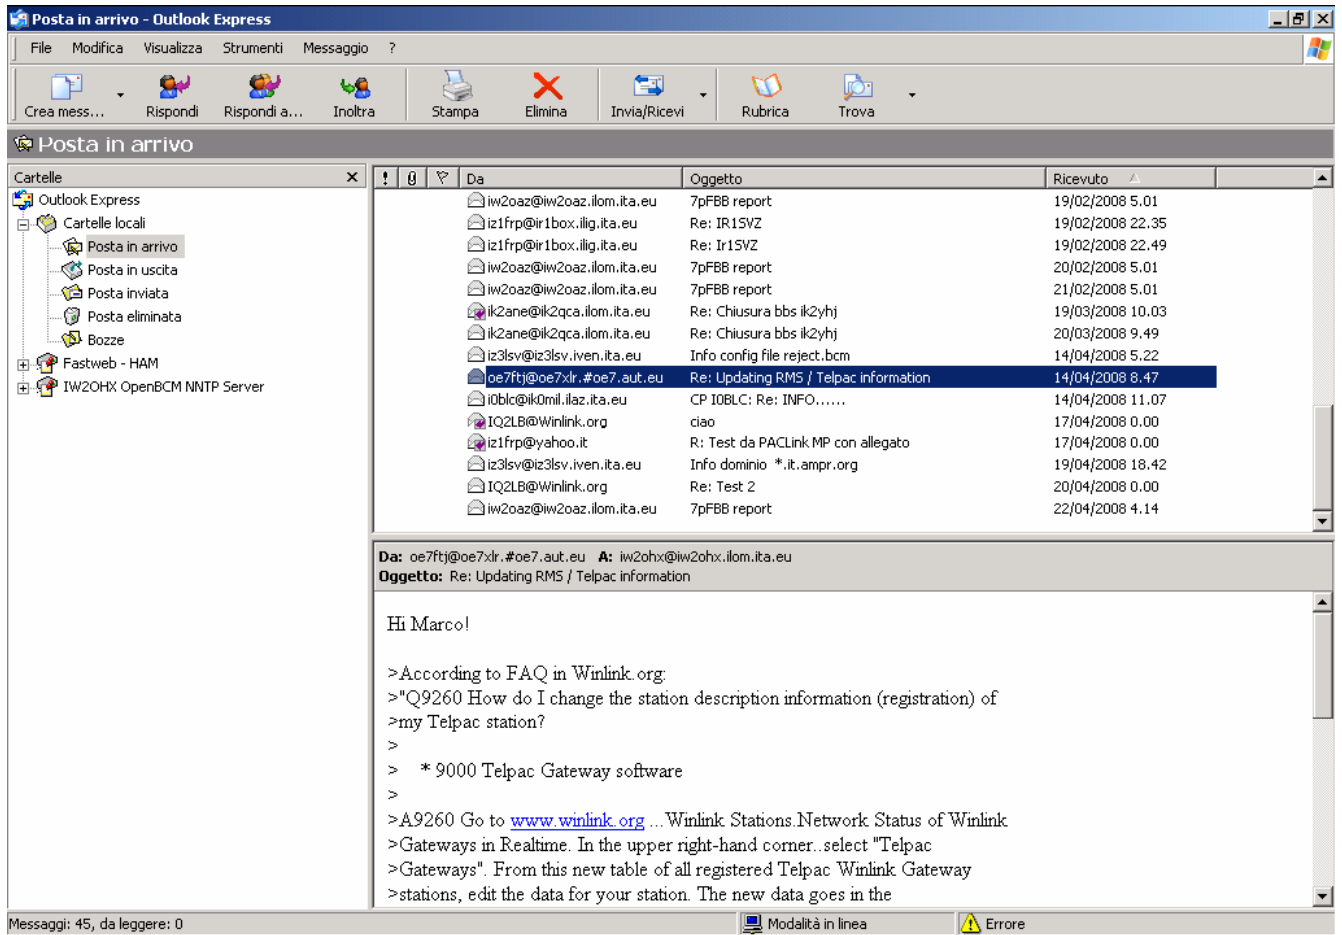 Posta in arrivo - Outlook Express
File Modifica Visualizza Strumenti Messaggio ?
Crea mess... Rispondi Rispondi a... Inoltra Stampa Elimina Invia/Ricevi Rubrica Trova
Posta in arrivo
Cartelle
Outlook Express
Cartelle locali
Posta in arrivo
Posta in uscita
Posta inviata
Posta eliminata
Bozze
Fastweb - HAM
IW2OHX OpenBCM NNTP Server
! Da Oggetto Ricevuto
iw2oaz@iw2oaz.ilom.ita.eu 7pFBB report 19/02/2008 5.01
iz1frp@ir1box.ilig.ita.eu Re: IR1SVZ 19/02/2008 22.35
iz1frp@ir1box.ilig.ita.eu Re: Ir1SVZ 19/02/2008 22.49
iw2oaz@iw2oaz.ilom.ita.eu 7pFBB report 20/02/2008 5.01
iw2oaz@iw2oaz.ilom.ita.eu 7pFBB report 21/02/2008 5.01
ik2ane@ik2qca.ilom.ita.eu Re: Chiusura bbs ik2yhj 19/03/2008 10.03
ik2ane@ik2qca.ilom.ita.eu Re: Chiusura bbs ik2yhj 20/03/2008 9.49
iz3lsv@iz3lsv.iven.ita.eu Info config file reject.bcm 14/04/2008 5.22
oe7ftj@oe7xlr.#oe7.aut.eu Re: Updating RMS / Telpac information 14/04/2008 8.47
i0blc@ik0mil.ilaz.ita.eu CP I0BLC: Re: INFO...... 14/04/2008 11.07
IQ2LB@Winlink.org ciao 17/04/2008 0.00
iz1frp@yahoo.it R: Test da PACLink MP con allegato 17/04/2008 0.00
iz3lsv@iz3lsv.iven.ita.eu Info dominio *.it.ampr.org 19/04/2008 18.42
IQ2LB@Winlink.org Re: Test 2 20/04/2008 0.00
iw2oaz@iw2oaz.ilom.ita.eu 7pFBB report 22/04/2008 4.14
Da: oe7ftj@oe7xlr.#oe7.aut.eu A: iw2ohx@iw2ohx.ilom.ita.eu
Oggetto: Re: Updating RMS / Telpac information
Hi Marco!
>According to FAQ in Winlink.org:
>"Q9260 How do I change the station description information (registration) of
>my Telpac station?
>
> * 9000 Telpac Gateway software
>
>A9260 Go to www.winlink.org ...Winlink Stations.Network Status of Winlink
>Gateways in Realtime. In the upper right-hand corner..select "Telpac
>Gateways". From this new table of all registered Telpac Winlink Gateway
>stations, edit the data for your station. The new data goes in the
Messaggi: 45, da leggere: 0 Modalità in linea Errore